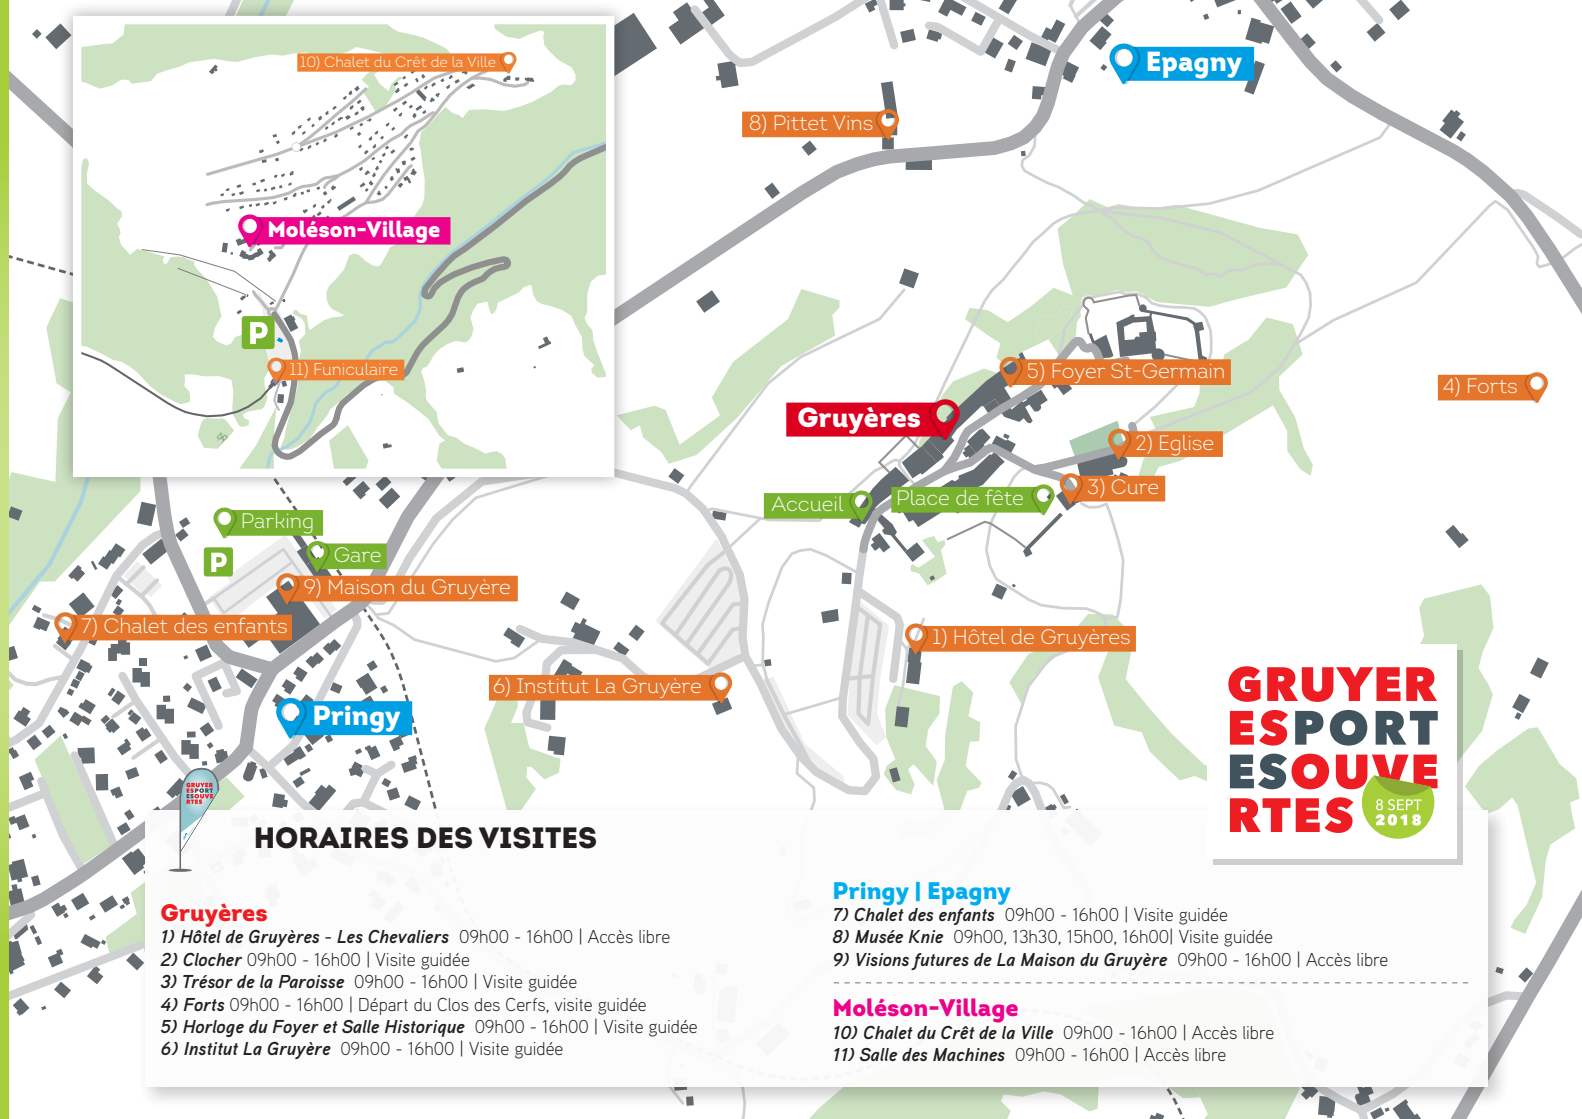 10) Chalet du Crêt de la Ville
Moléson-Village
P
11) Funiculaire
Epagny
8) Pittet Vins
5) Foyer St-Germain
4) Forts
Gruyères
2) Eglise
3) Cure
Accueil
Place de fête
Parking
P
Gare
9) Maison du Gruyère
7) Chalet des enfants
1) Hôtel de Gruyères
6) Institut La Gruyère
Pringy
GRUYER
ESPORT
ESOUVE
RTES
8 SEPT
2018
GRUYER
ESPORT
ESOUVE
RTES
HORAIRES DES VISITES
Gruyères
1) Hôtel de Gruyères - Les Chevaliers 09h00 - 16h00 | Accès libre
2) Clocher 09h00 - 16h00 | Visite guidée
3) Trésor de la Paroisse 09h00 - 16h00 | Visite guidée
4) Forts 09h00 - 16h00 | Départ du Clos des Cerfs, visite guidée
5) Horloge du Foyer et Salle Historique 09h00 - 16h00 | Visite guidée
6) Institut La Gruyère 09h00 - 16h00 | Visite guidée
Pringy | Epagny
7) Chalet des enfants 09h00 - 16h00 | Visite guidée
8) Musée Knie 09h00, 13h30, 15h00, 16h00| Visite guidée
9) Visions futures de La Maison du Gruyère 09h00 - 16h00 | Accès libre
Moléson-Village
10) Chalet du Crêt de la Ville 09h00 - 16h00 | Accès libre
11) Salle des Machines 09h00 - 16h00 | Accès libre